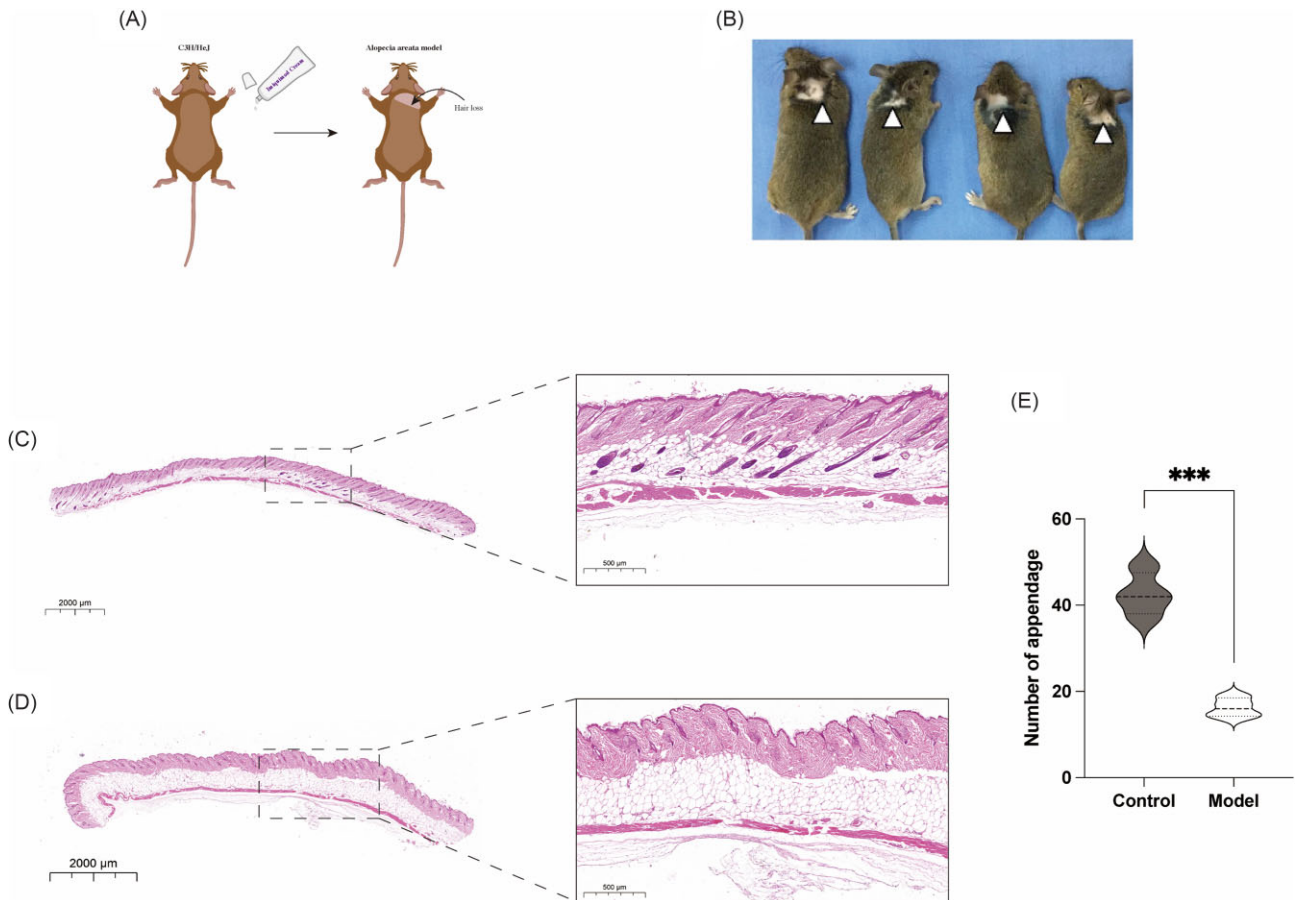 (A)
C3H/HeJ
Imiquimod Cream
Alopecia areata model
Hair loss
(B)
(C)
2000 μm
500 μm
(D)
2000 μm
500 μm
(E)
***
Number of appendage
60
40
20
0
Control
Model